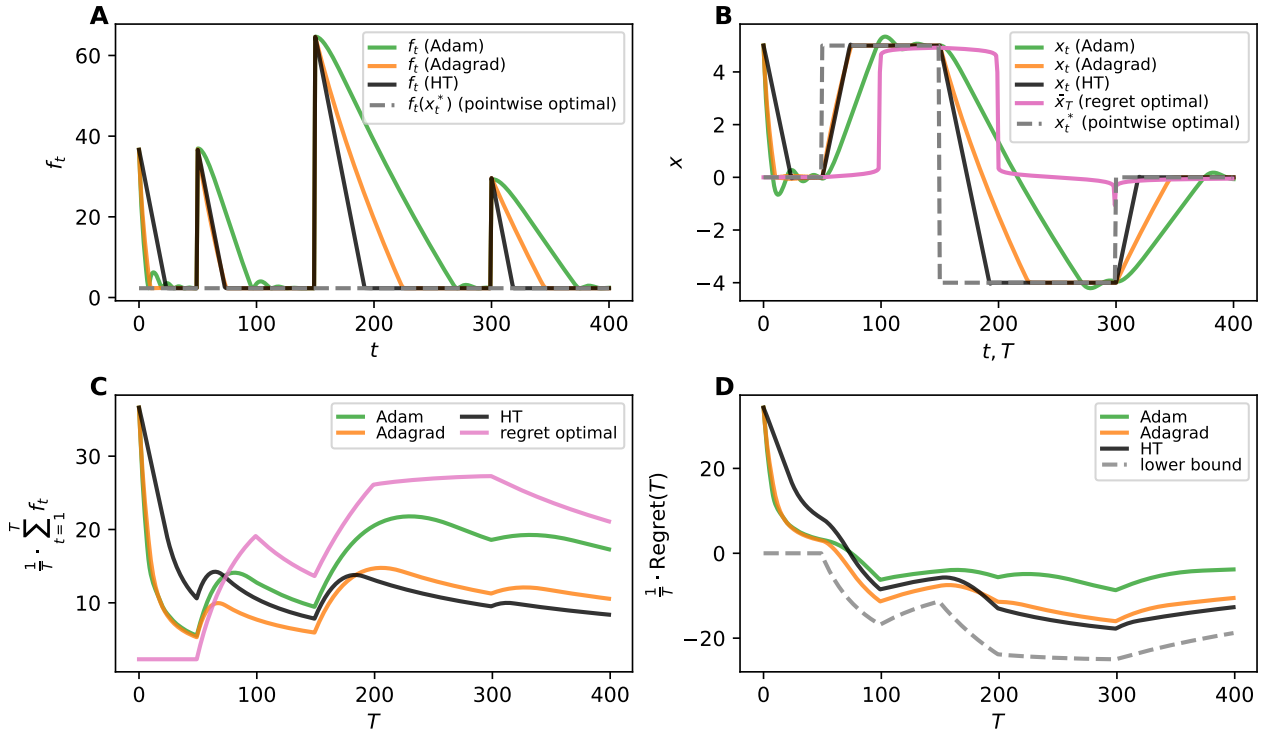 A
f_t
60
40
20
0
f_t (Adam)
f_t (Adagrad)
f_t (HT)
f_t(x_t^*) (pointwise optimal)
0 100 200 300 400
t
B
x
4
2
0
−2
−4
x_t (Adam)
x_t (Adagrad)
x_t (HT)
x̄_T (regret optimal)
x_t^* (pointwise optimal)
0 100 200 300 400
t, T
C
1/T · ∑_{t=1}^{T} f_t
30
20
10
Adam
Adagrad
HT
regret optimal
0 100 200 300 400
T
D
1/T · Regret(T)
20
0
−20
Adam
Adagrad
HT
lower bound
0 100 200 300 400
T